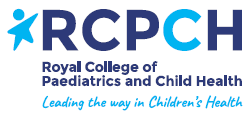 RCPCH
Royal College of
Paediatrics and Child Health
Leading the way in Children's Health